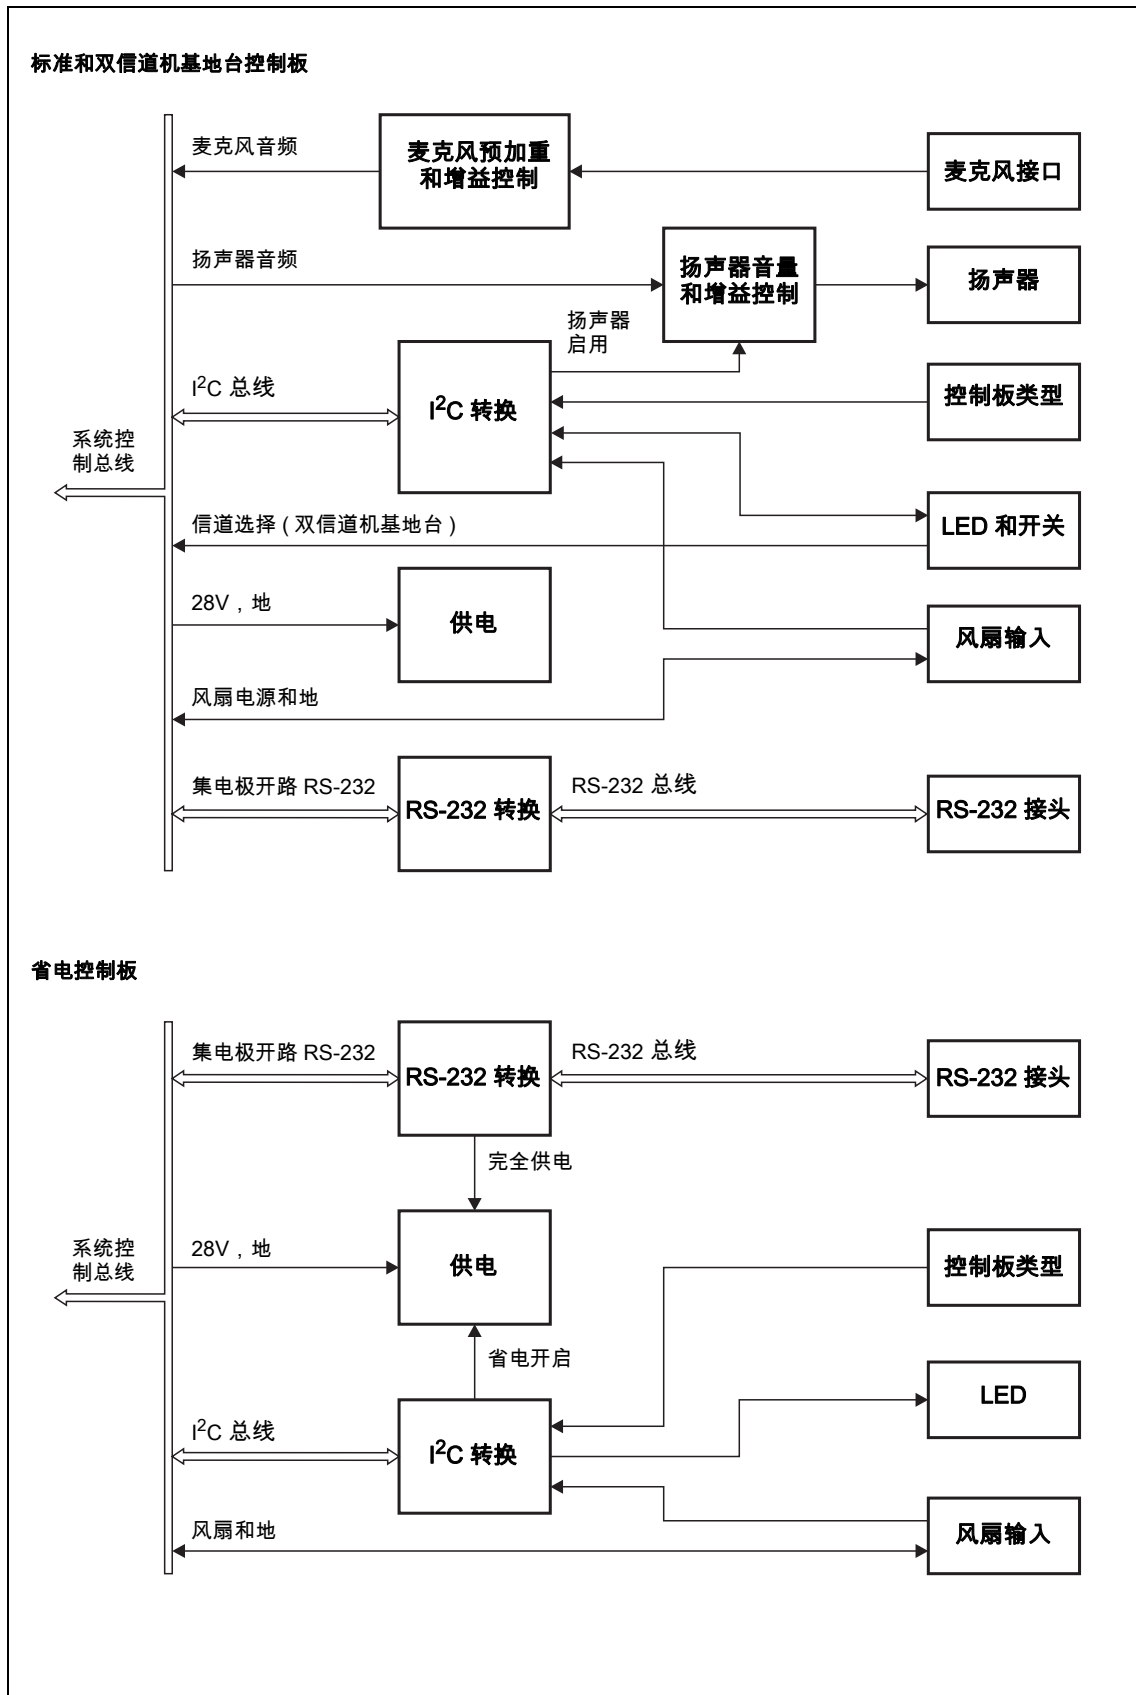 标准和双信道机基地台控制板
麦克风音频
麦克风预加重
和增益控制
麦克风接口
扬声器音频
扬声器音量
和增益控制
扬声器
扬声器
启用
I²C 总线
I²C 转换
控制板类型
系统控
制总线
信道选择 ( 双信道机基地台 )
LED 和开关
28V，地
供电
风扇输入
风扇电源和地
集电极开路 RS-232
RS-232 转换
RS-232 总线
RS-232 接头
省电控制板
集电极开路 RS-232
RS-232 转换
RS-232 总线
RS-232 接头
完全供电
系统控
制总线
28V，地
供电
控制板类型
省电开启
LED
I²C 总线
I²C 转换
风扇和地
风扇输入